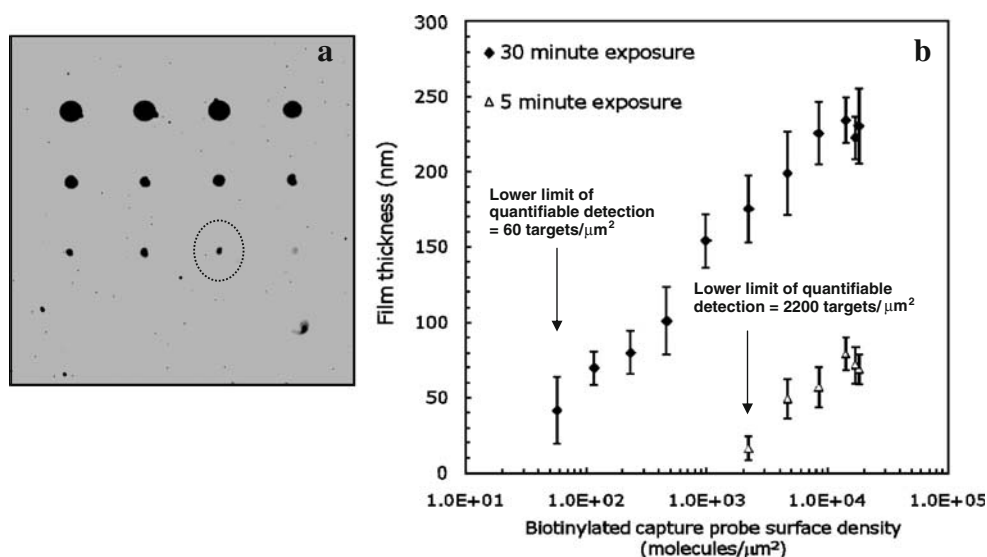 a
b
300
250
200
150
100
50
0
Film thickness (nm)
30 minute exposure
5 minute exposure
Lower limit of
quantifiable detection
= 60 targets/μm²
Lower limit of quantifiable
detection = 2200 targets/μm²
1.0E+01 1.0E+02 1.0E+03 1.0E+04 1.0E+05
Biotinylated capture probe surface density
(molecules/μm²)